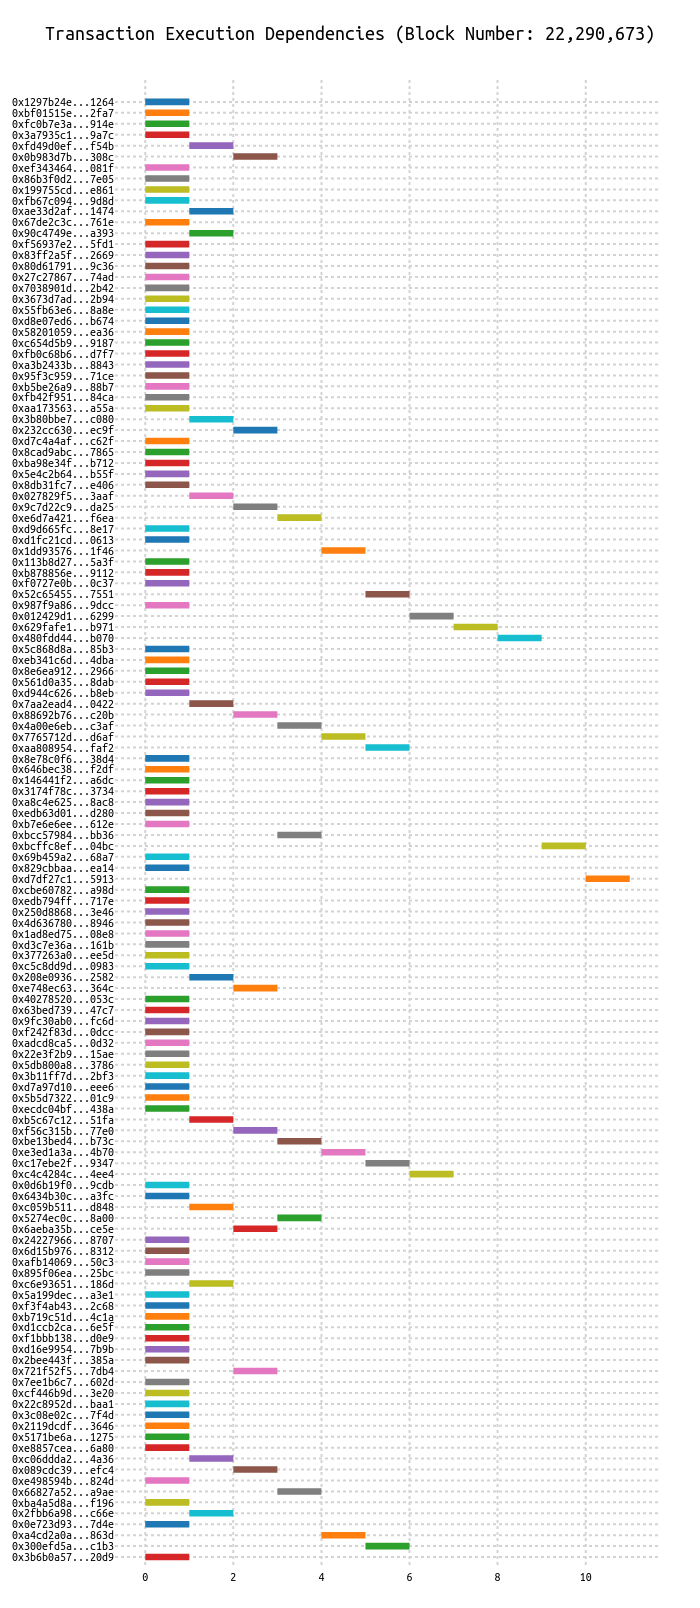 Transaction Execution Dependencies (Block Number: 22,290,673)
0x1297b24e...1264
0xbf01515e...2fa7
0xfc0b7e3a...914e
0x3a7935c1...9a7c
0xfd49d0ef...f54b
0x0b983d7b...308c
0xef343464...081f
0x86b3f0d2...7e05
0x199755cd...e861
0xfb67c094...9d8d
0xae33d2af...1474
0x67de2c3c...761e
0x90c4749e...a393
0xf56937e2...5fd1
0x83ff2a5f...2669
0x80d61791...9c36
0x27c27867...74ad
0x7038901d...2b42
0x3673d7ad...2b94
0x55fb63e6...8a8e
0xd8e07ed6...b674
0x58201059...ea36
0xc654d5b9...9187
0xfb0c68b6...d7f7
0xa3b2433b...8843
0x95f3c959...71ce
0xb5be26a9...88b7
0xfb42f951...84ca
0xaa173563...a55a
0x3b80bbe7...c080
0x232cc630...ec9f
0xd7c4a4af...c62f
0x8cad9abc...7865
0xba98e34f...b712
0x5e4c2b64...b55f
0x8db31fc7...e406
0x027829f5...3aaf
0x9c7d22c9...da25
0xe6d7a421...f6ea
0xd9d665fc...8e17
0xd1fc21cd...0613
0x1dd93576...1f46
0x113b8d27...5a3f
0xb878856e...9112
0xf0727e0b...0c37
0x52c65455...7551
0x987f9a86...9dcc
0x012429d1...6299
0x629fafe1...b971
0x480fdd44...b070
0x5c868d8a...85b3
0xeb341c6d...4dba
0x8e6ea912...2966
0x561d0a35...8dab
0xd944c626...b8eb
0x7aa2ead4...0422
0x88692b76...c20b
0x4a00e6eb...c3af
0x7765712d...d6af
0xaa808954...faf2
0x8e78c0f6...38d4
0x646bec38...f2df
0x146441f2...a6dc
0x3174f78c...3734
0xa8c4e625...8ac8
0xedb63d01...d280
0xb7e6e6ee...612e
0xbcc57984...bb36
0xbcffc8ef...04bc
0x69b459a2...68a7
0x829cbbaa...ea14
0xd7df27c1...5913
0xcbe60782...a98d
0xedb794ff...717e
0x250d8868...3e46
0x4d636780...8946
0x1ad8ed75...08e8
0xd3c7e36a...161b
0x377263a0...ee5d
0xc5c8dd9d...0983
0x208e0936...2582
0xe748ec63...364c
0x40278520...053c
0x63bed739...47c7
0x9fc30ab0...fc6d
0xf242f83d...0dcc
0xadcd8ca5...0d32
0x22e3f2b9...15ae
0x5db800a8...3786
0x3b11ff7d...2bf3
0xd7a97d10...eee6
0x5b5d7322...01c9
0xecdc04bf...438a
0xb5c67c12...51fa
0xf56c315b...77e0
0xbe13bed4...b73c
0xe3ed1a3a...4b70
0xc17ebe2f...9347
0xc4c4284c...4ee4
0x0d6b19f0...9cdb
0x6434b30c...a3fc
0xc059b511...d848
0x5274ec0c...8a00
0x6aeba35b...ce5e
0x24227966...8707
0x6d15b976...8312
0xafb14069...50c3
0x895f06ea...25bc
0xc6e93651...186d
0x5a199dec...a3e1
0xf3f4ab43...2c68
0xb719c51d...4c1a
0xd1ccb2ca...6e5f
0xf1bbb138...d0e9
0xd16e9954...7b9b
0x2bee443f...385a
0x721f52f5...7db4
0x7ee1b6c7...602d
0xcf446b9d...3e20
0x22c8952d...baa1
0x3c08e02c...7f4d
0x2119dcdf...3646
0x5171be6a...1275
0xe8857cea...6a80
0xc06ddda2...4a36
0x089cdc39...efc4
0xe498594b...824d
0x66827a52...a9ae
0xba4a5d8a...f196
0x2fbb6a98...c66e
0x0e723d93...7d4e
0xa4cd2a0a...863d
0x300efd5a...c1b3
0x3b6b0a57...20d9
0 2 4 6 8 10